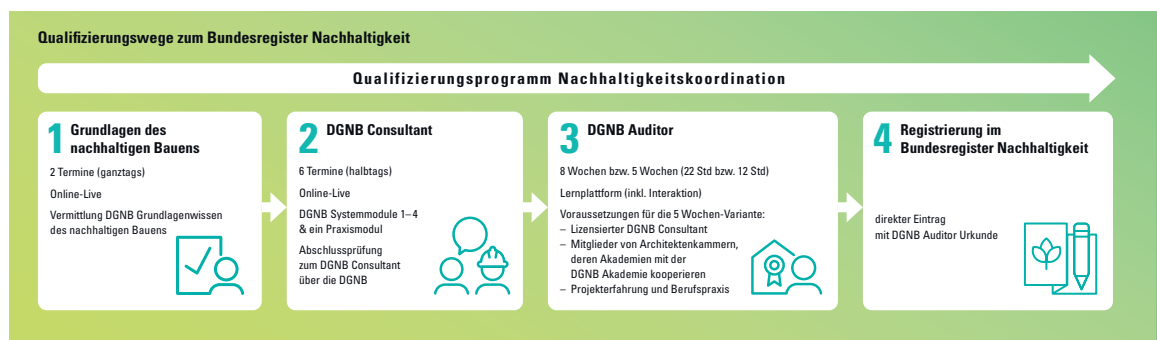 Qualifizierungswege zum Bundesregister Nachhaltigkeit
Qualifizierungsprogramm Nachhaltigkeitskoordination
1 Grundlagen des
nachhaltigen Bauens
2 Termine (ganztags)
Online-Live
Vermittlung DGNB Grundlagenwissen
des nachhaltigen Bauens
2 DGNB Consultant
6 Termine (halbtags)
Online-Live
DGNB Systemmodule 1–4
& ein Praxismodul
Abschlussprüfung
zum DGNB Consultant
über die DGNB
3 DGNB Auditor
8 Wochen bzw. 5 Wochen (22 Std bzw. 12 Std)
Lernplattform (inkl. Interaktion)
Voraussetzungen für die 5 Wochen-Variante:
– Lizensierter DGNB Consultant
– Mitglieder von Architektenkammern,
deren Akademien mit der
DGNB Akademie kooperieren
– Projekterfahrung und Berufspraxis
4 Registrierung im
Bundesregister Nachhaltigkeit
direkter Eintrag
mit DGNB Auditor Urkunde